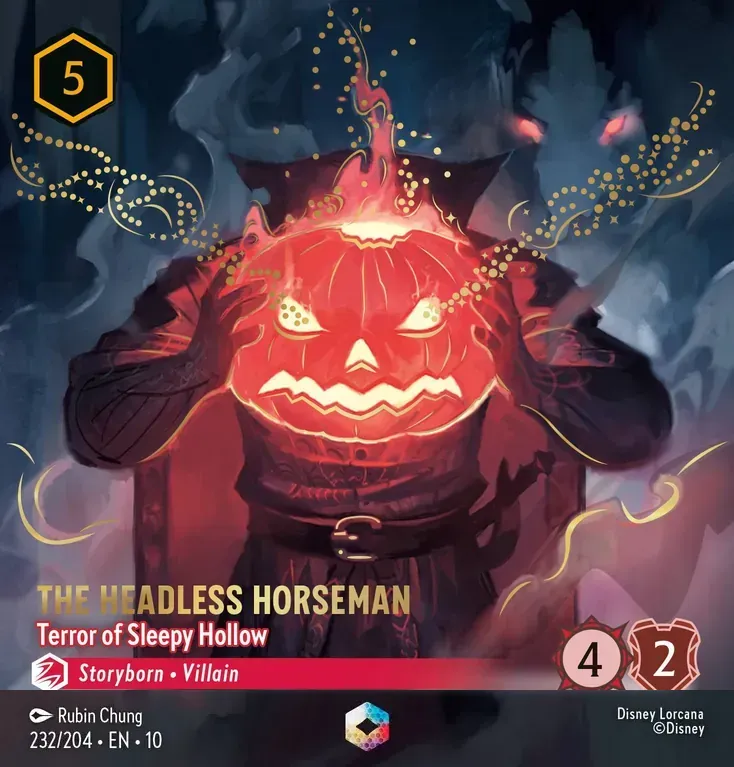 5
THE HEADLESS HORSEMAN
Terror of Sleepy Hollow
Storyborn • Villain
4
2
Rubin Chung
232/204 • EN • 10
Disney Lorcana
©Disney